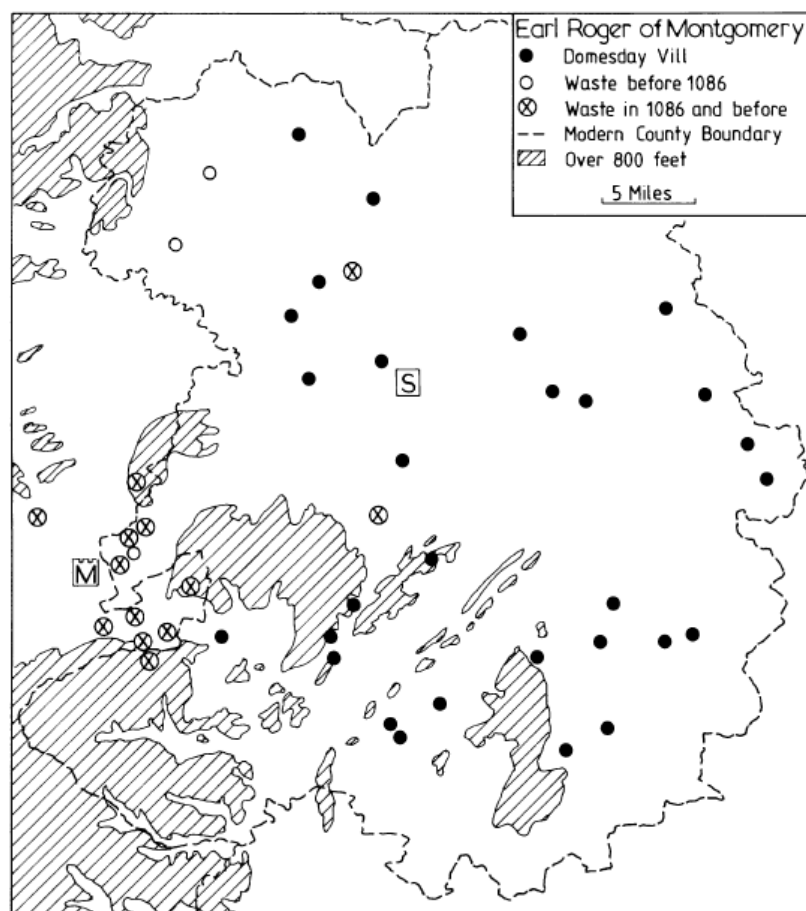 Earl Roger of Montgomery
Domesday Vill
Waste before 1086
Waste in 1086 and before
Modern County Boundary
Over 800 feet
5 Miles
S
M